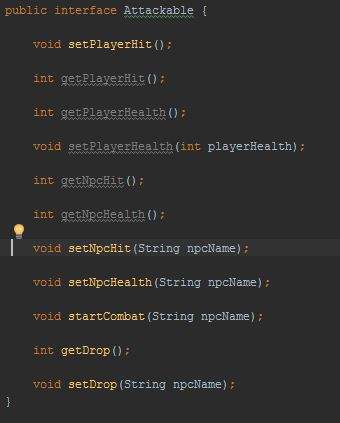 public interface Attackable {
void setPlayerHit();
int getPlayerHit();
int getPlayerHealth();
void setPlayerHealth(int playerHealth);
int getNpcHit();
int getNpcHealth();
void setNpcHit(String npcName);
void setNpcHealth(String npcName);
void startCombat(String npcName);
int getDrop();
void setDrop(String npcName);
}